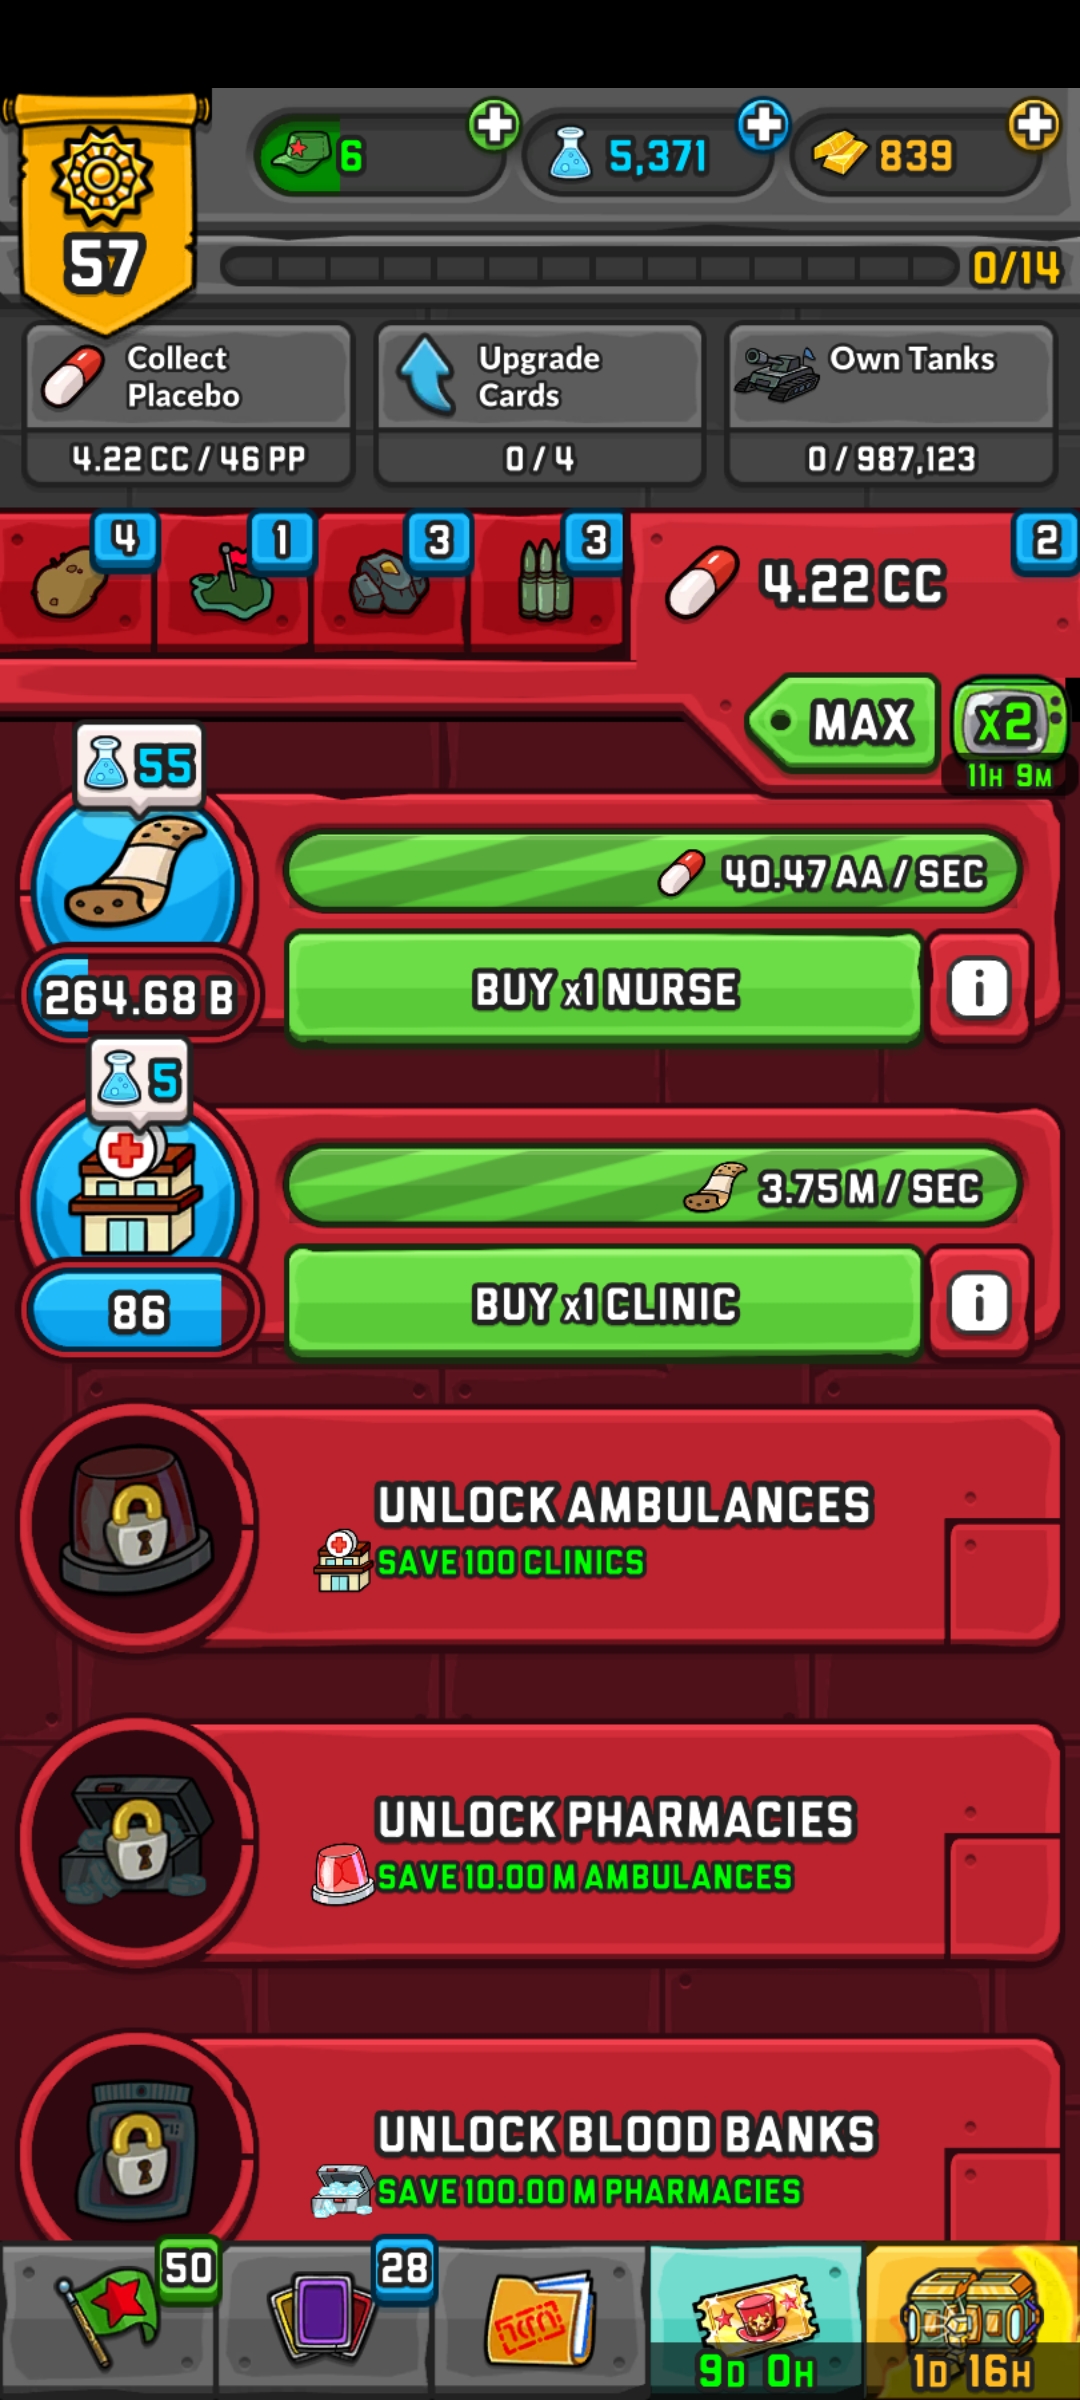 6
5,371
839
57
0/14
Collect
Placebo
Upgrade
Cards
Own Tanks
4.22 CC / 46 PP
0 / 4
0 / 987,123
4
1
3
3
2
4.22 CC
MAX
x2
11H 9M
55
40.47 AA / SEC
264.68 B
BUY x1 NURSE
i
5
3.75 M / SEC
86
BUY x1 CLINIC
i
UNLOCK AMBULANCES
SAVE 100 CLINICS
UNLOCK PHARMACIES
SAVE 10.00 M AMBULANCES
UNLOCK BLOOD BANKS
SAVE 100.00 M PHARMACIES
50
28
9D 0H
1D 16H